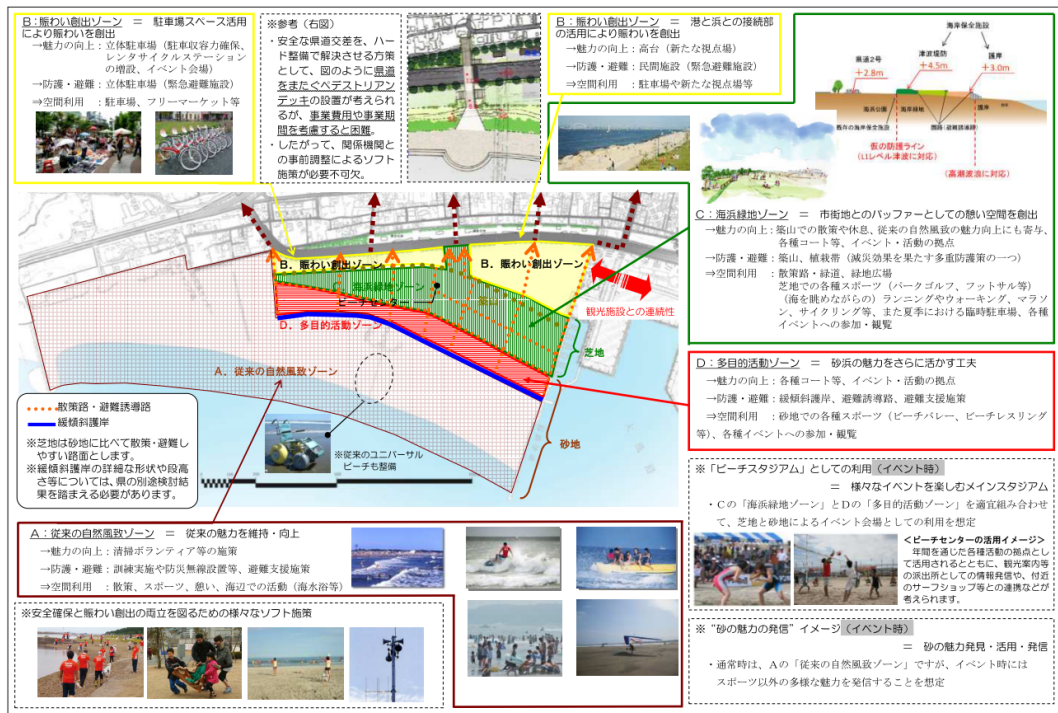 B：賑わい創出ゾーン ＝ 駐車場スペース活用
により賑わいを創出
→魅力の向上：立体駐車場（駐車収容力確保、
レンタサイクルステーション
の増設、イベント会場）
→防護・避難：立体駐車場（緊急避難施設）
⇒空間利用 ：駐車場、フリーマーケット等
※参考（右図）
・安全な県道交差を、ハー
ド整備で解決させる方策
として、図のように県道
をまたぐペデストリアン
デッキの設置が考えられ
るが、事業費用や事業期
間を考慮すると困難。
・したがって、関係機関と
の事前調整によるソフト
施策が必要不可欠。
B：賑わい創出ゾーン ＝ 港と浜との接続部
の活用により賑わいを創出
→魅力の向上：高台（新たな視点場）
→防護・避難：民間施設（緊急避難施設）
⇒空間利用 ：駐車場や新たな視点場等
海岸保全施設
津波堤防
護岸
県道2号
+2.8m
+4.5m
+3.0m
海浜公園
海岸緑地
護岸
既存の海岸保全施設
園路(避難誘導路)
仮の防護ライン
(L1レベル津波に対応)
(高潮波浪に対応)
C：海浜緑地ゾーン ＝ 市街地とのバッファーとしての憩い空間を創出
→魅力の向上：築山での散策や休息、従来の自然風致の魅力向上にも寄与、
各種コート等、イベント・活動の拠点
→防護・避難：築山、植栽帯（減災効果を果たす多重防護策の一つ）
⇒空間利用 ：散策路・緑道、緑地広場
芝地での各種スポーツ（パークゴルフ、フットサル等）
（海を眺めながらの）ランニングやウォーキング、マラソ
ン、サイクリング等、また夏季における臨時駐車場、各種
イベントへの参加・観覧
B．賑わい創出ゾーン
B．賑わい創出ゾーン
C．海浜緑地ゾーン
ビーチセンター
築山
D．多目的活動ゾーン
観光施設との連続性
A．従来の自然風致ゾーン
芝地
砂地
※従来のユニバーサル
ビーチも整備
散策路・避難誘導路
緩傾斜護岸
※芝地は砂地に比べて散策・避難し
やすい路面とします。
※緩傾斜護岸の詳細な形状や段高
さ等については、県の別途検討結
果を踏まえる必要があります。
D：多目的活動ゾーン ＝ 砂浜の魅力をさらに活かす工夫
→魅力の向上：各種コート等、イベント・活動の拠点
→防護・避難：緩傾斜護岸、避難誘導路、避難支援施策
⇒空間利用 ：砂地での各種スポーツ（ビーチバレー、ビーチレスリング
等）、各種イベントへの参加・観覧
※「ビーチスタジアム」としての利用（イベント時）
＝ 様々なイベントを楽しむメインスタジアム
・Cの「海浜緑地ゾーン」とDの「多目的活動ゾーン」を適宜組み合わせ
て、芝地と砂地によるイベント会場としての利用を想定
＜ビーチセンターの活用イメージ＞
年間を通じた各種活動の拠点とし
て活用されるとともに、観光案内等
の派出所としての情報発信や、付近
のサーフショップ等との連携などが
考えられます。
A：従来の自然風致ゾーン ＝ 従来の魅力を維持・向上
→魅力の向上：清掃ボランティア等の施策
→防護・避難：訓練実施や防災無線設置等、避難支援施策
⇒空間利用 ：散策、スポーツ、憩い、海辺での活動（海水浴等）
※安全確保と賑わい創出の両立を図るための様々なソフト施策
※“砂の魅力の発信”イメージ（イベント時）
＝ 砂の魅力発見・活用・発信
・通常時は、Aの「従来の自然風致ゾーン」ですが、イベント時には
スポーツ以外の多様な魅力を発信することを想定